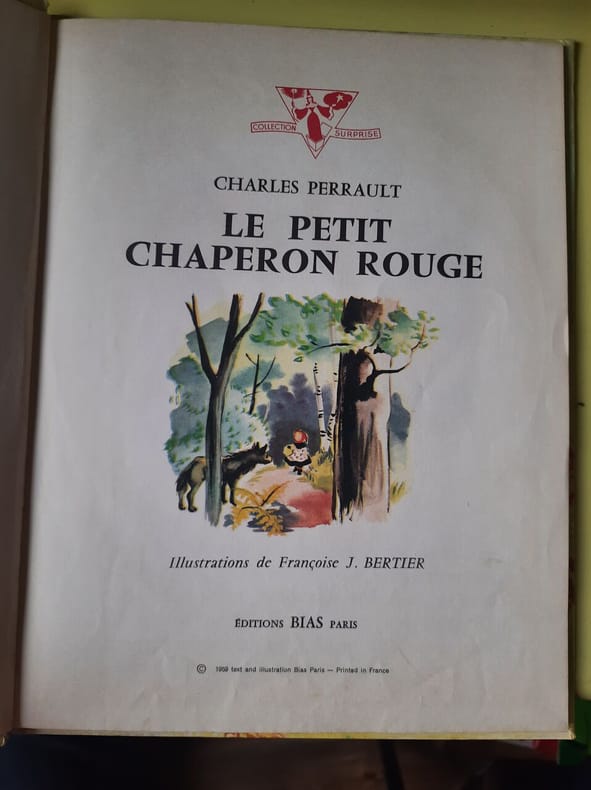 COLLECTION SURPRISE
CHARLES PERRAULT
LE PETIT
CHAPERON ROUGE
Illustrations de Françoise J. BERTIER
ÉDITIONS BIAS PARIS
© 1959 text and illustration Bias Paris — Printed in France